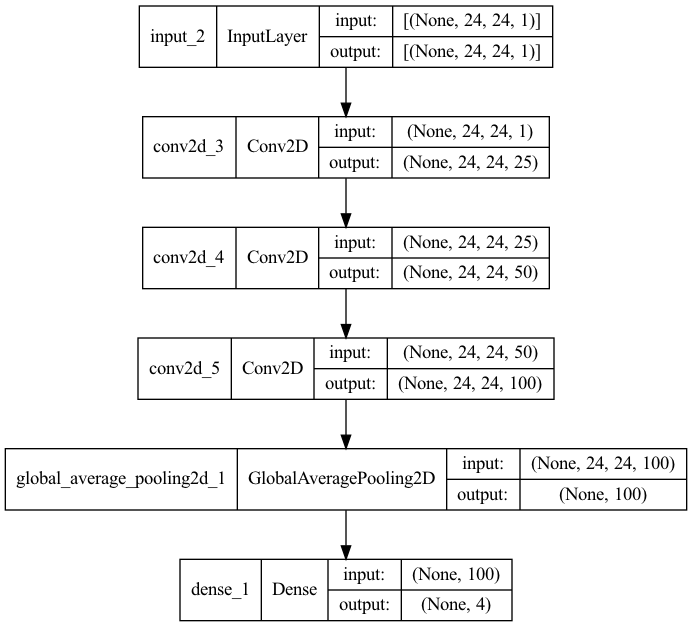 input_2 InputLayer input: [(None, 24, 24, 1)]
output: [(None, 24, 24, 1)]
conv2d_3 Conv2D input: (None, 24, 24, 1)
output: (None, 24, 24, 25)
conv2d_4 Conv2D input: (None, 24, 24, 25)
output: (None, 24, 24, 50)
conv2d_5 Conv2D input: (None, 24, 24, 50)
output: (None, 24, 24, 100)
global_average_pooling2d_1 GlobalAveragePooling2D input: (None, 24, 24, 100)
output: (None, 100)
dense_1 Dense input: (None, 100)
output: (None, 4)